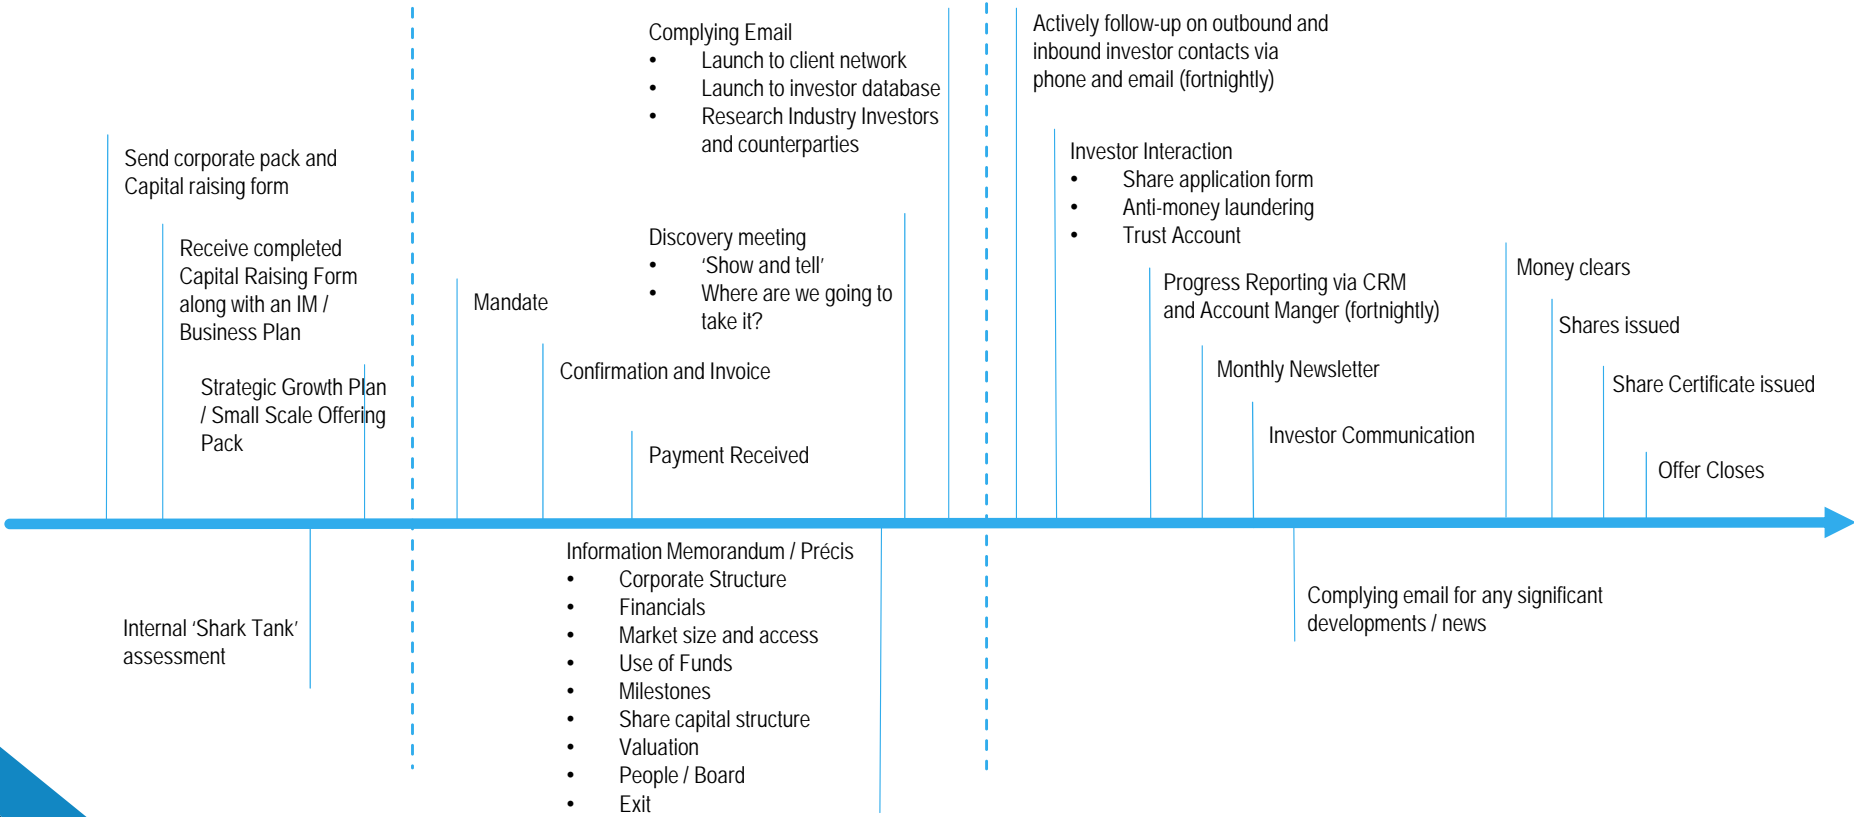 Send corporate pack and
Capital raising form
Receive completed
Capital Raising Form
along with an IM /
Business Plan
Strategic Growth Plan
/ Small Scale Offering
Pack
Internal ‘Shark Tank’
assessment
Mandate
Confirmation and Invoice
Payment Received
Information Memorandum / Précis
• Corporate Structure
• Financials
• Market size and access
• Use of Funds
• Milestones
• Share capital structure
• Valuation
• People / Board
• Exit
Discovery meeting
• ‘Show and tell’
• Where are we going to
take it?
Complying Email
• Launch to client network
• Launch to investor database
• Research Industry Investors
and counterparties
Actively follow-up on outbound and
inbound investor contacts via
phone and email (fortnightly)
Investor Interaction
• Share application form
• Anti-money laundering
• Trust Account
Progress Reporting via CRM
and Account Manger (fortnightly)
Monthly Newsletter
Investor Communication
Complying email for any significant
developments / news
Money clears
Shares issued
Share Certificate issued
Offer Closes